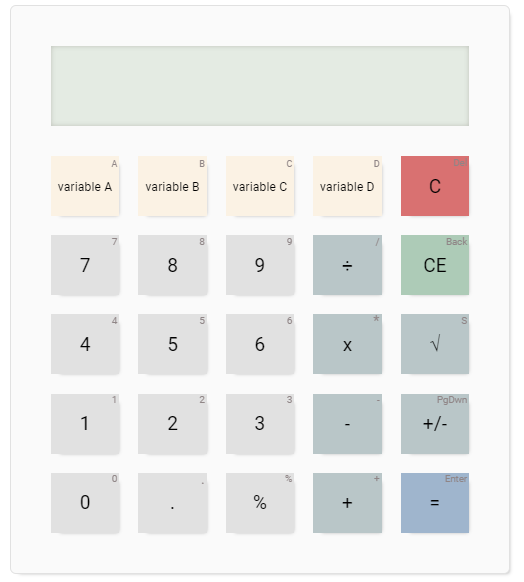 A B C D
variable A variable B variable C variable D C
7 8 9 / Back
7 8 9 ÷ CE
4 5 6 * S
4 5 6 x √
1 2 3 - PgDwn
1 2 3 - +/-
0 . % + Enter
0 . % + =